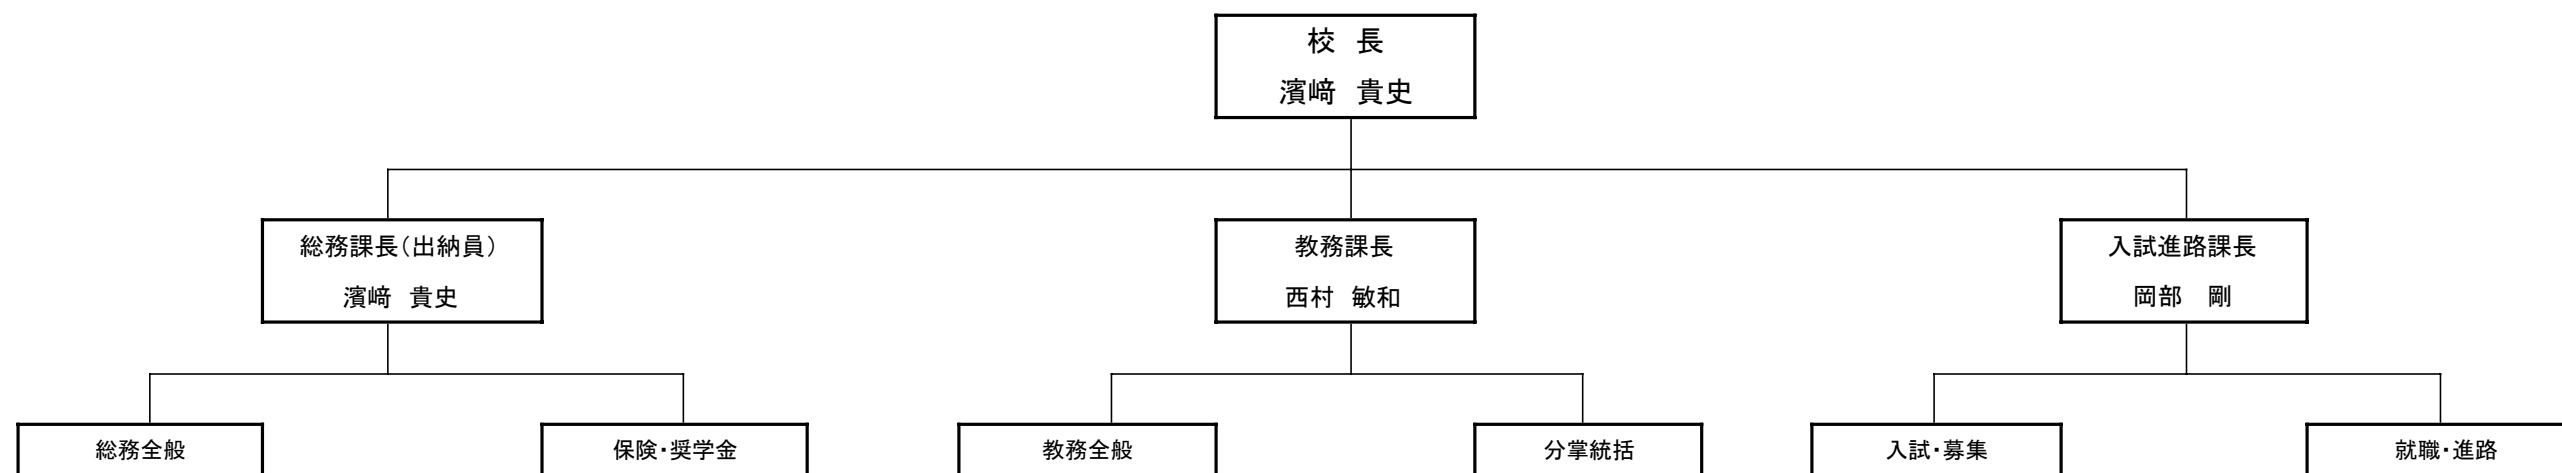 校 長
濱﨑 貴史
総務課長(出納員)
濱﨑 貴史
教務課長
西村 敏和
入試進路課長
岡部 剛
総務全般
保険・奨学金
教務全般
分掌統括
入試・募集
就職・進路